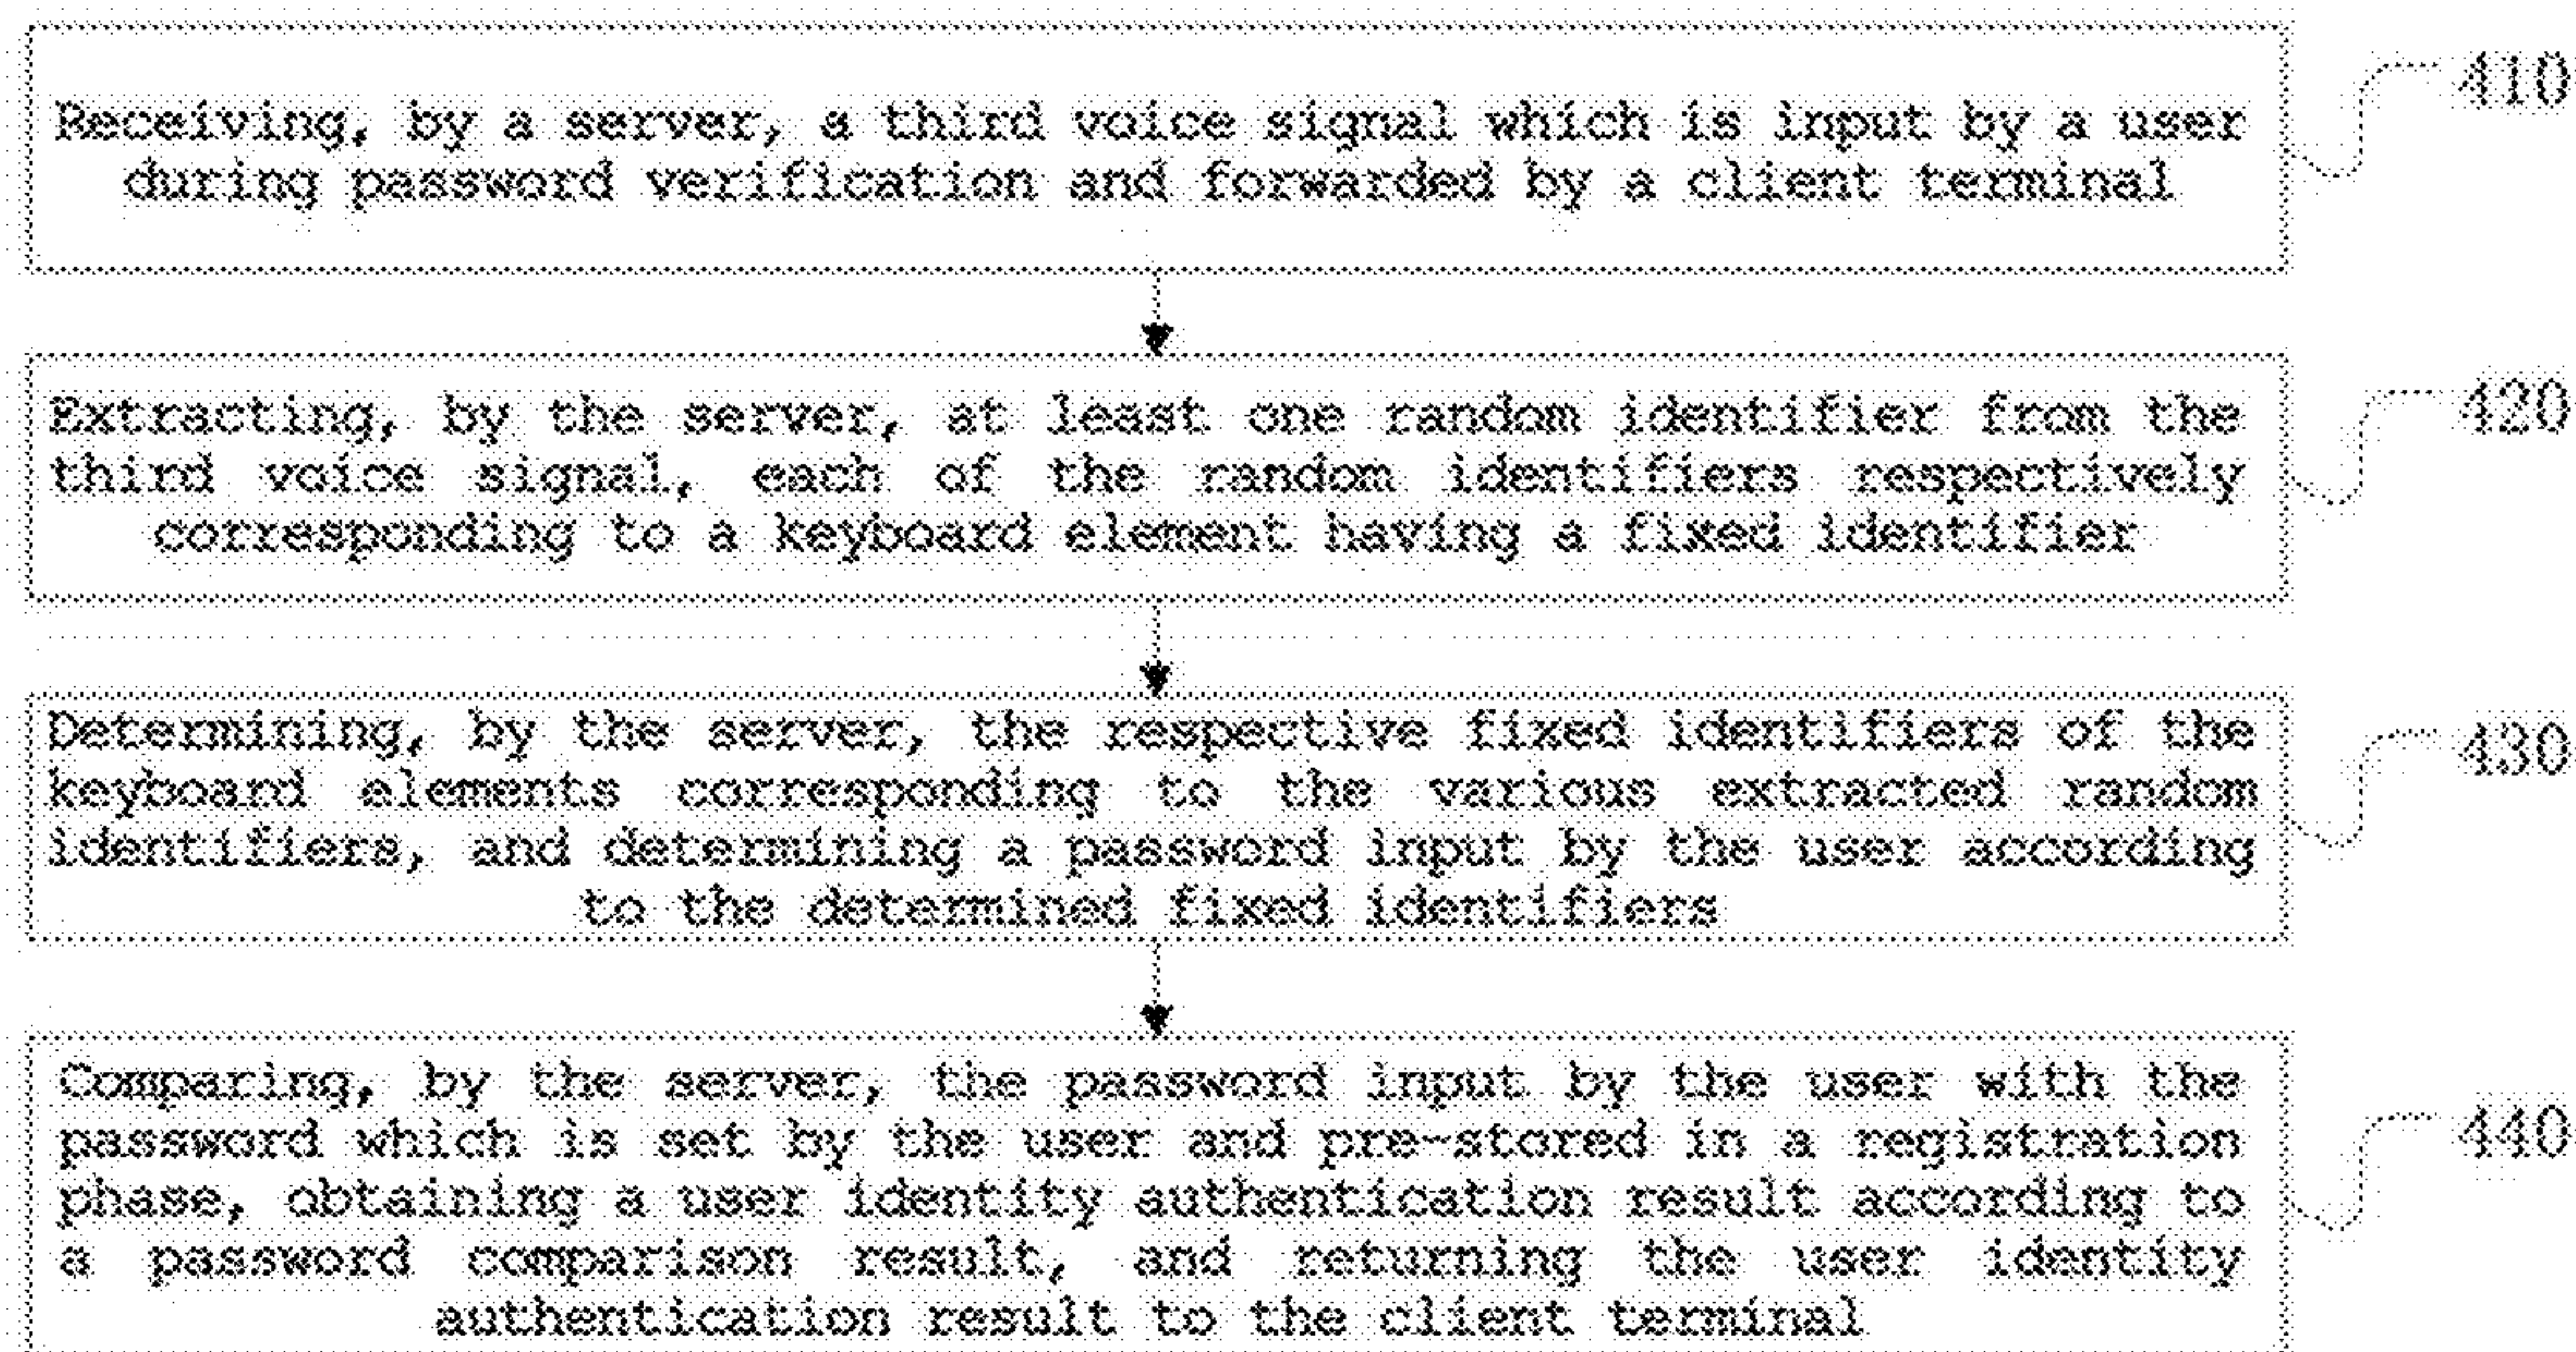 Receiving, by a server, a third voice signal which is input by a user
during password verification and forwarded by a client terminal
410
Extracting, by the server, at least one random identifier from the
third voice signal, each of the random identifiers respectively
corresponding to a keyboard element having a fixed identifier
420
Determining, by the server, the respective fixed identifiers of the
keyboard elements corresponding to the various extracted random
identifiers, and determining a password input by the user according
to the determined fixed identifiers
430
Comparing, by the server, the password input by the user with the
password which is set by the user and pre-stored in a registration
phase, obtaining a user identity authentication result according to
a password comparison result, and returning the user identity
authentication result to the client terminal
440